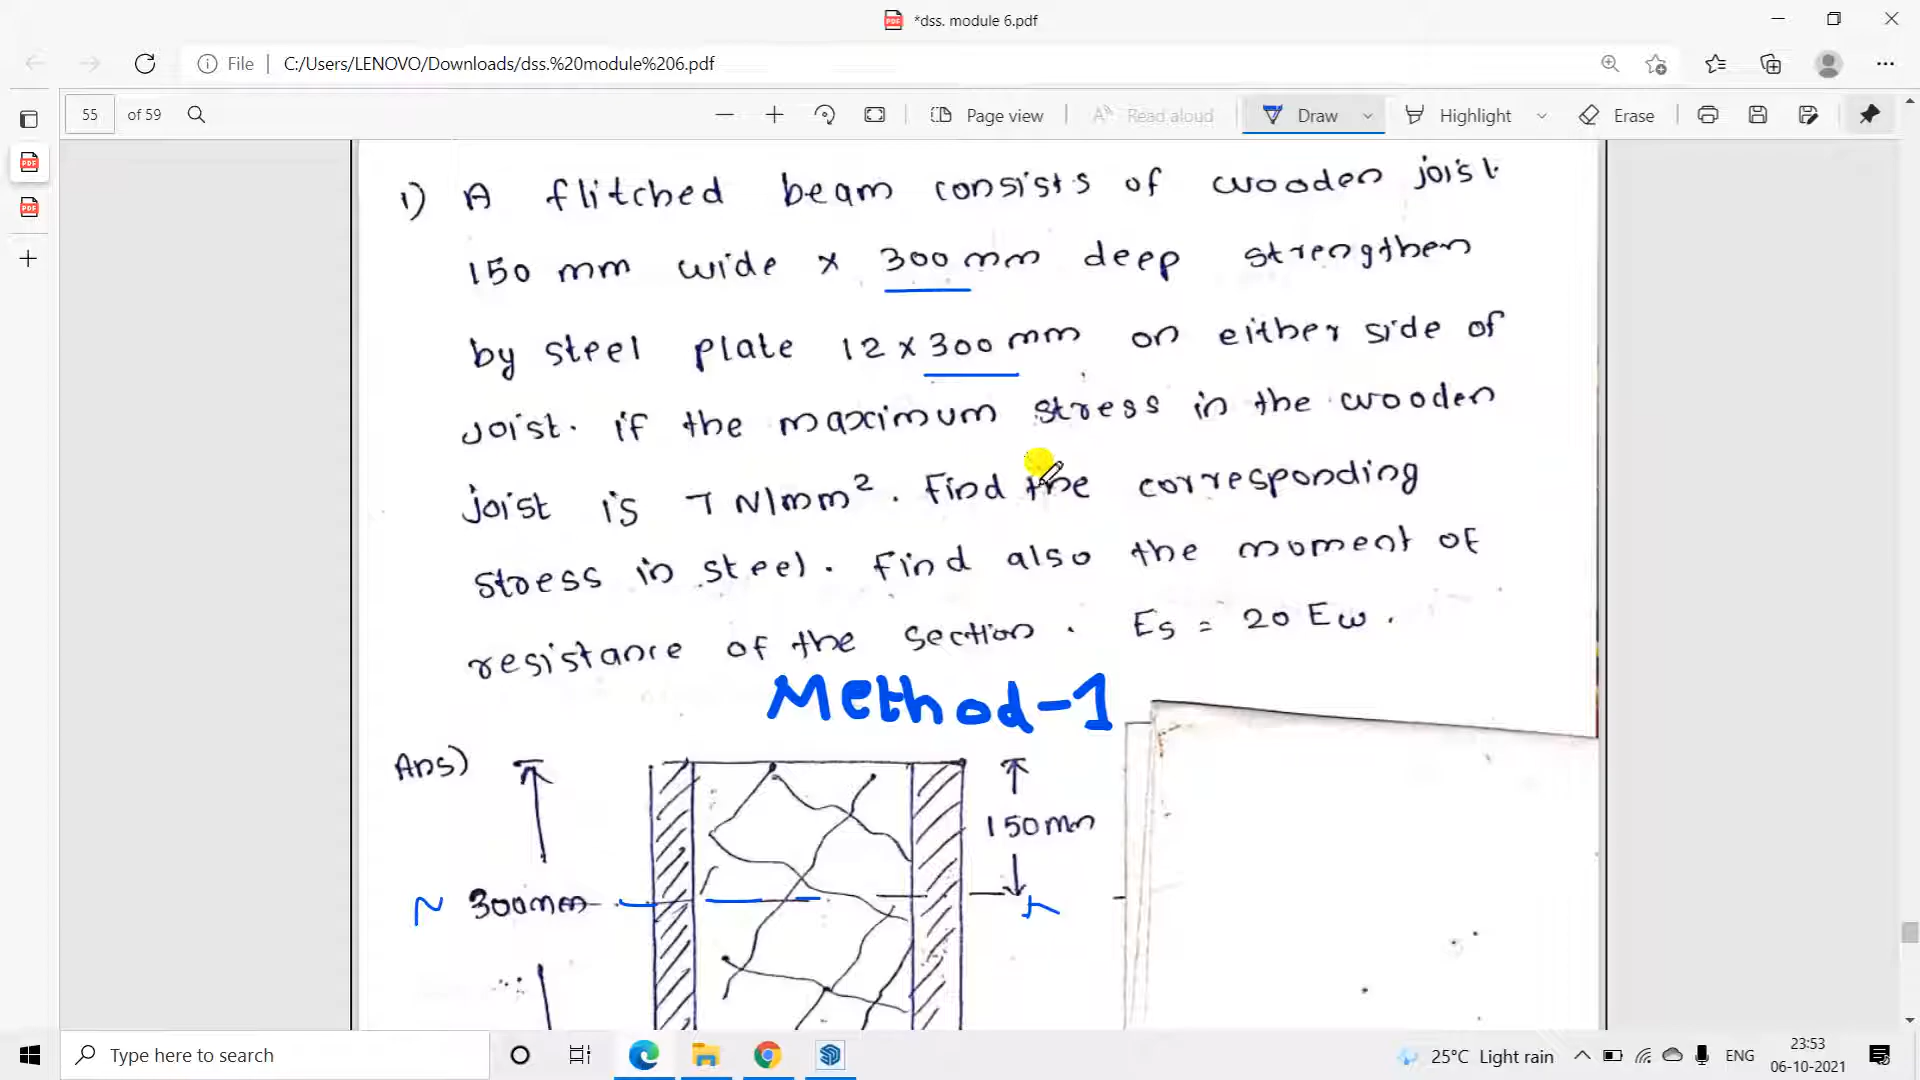 *dss. module 6.pdf
File
C:/Users/LENOVO/Downloads/dss.%20module%206.pdf
55 of 59
Page view
Read aloud
Draw
Highlight
Erase
1) A flitched beam consists of wooden joist.
150 mm wide x 300 mm deep strengthen
by steel plate 12 x 300 mm on either side of
Joist. if the maximum stress in the wooden
joist is 7 N/mm². Find the corresponding
stress in steel. Find also the moment of
resistance of the section. Es = 20 Ew.
Method-1
Ans)
150mm
N 300mm
Type here to search
25°C Light rain
ENG
23:53
06-10-2021